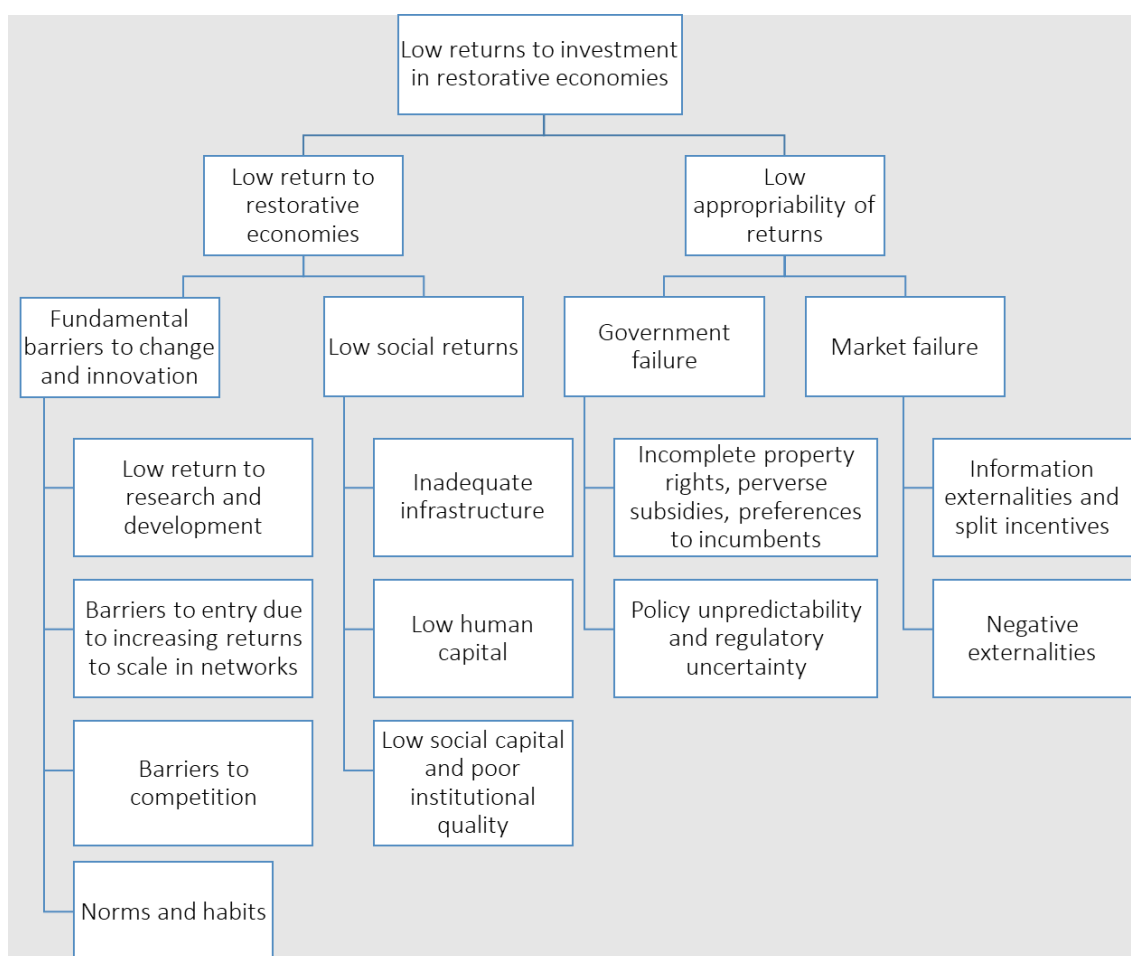 Low returns to investment
in restorative economies
Low return to
restorative
economies
Low
appropriability of
returns
Fundamental
barriers to change
and innovation
Low social returns
Government
failure
Market failure
Low return to
research and
development
Barriers to entry due
to increasing returns
to scale in networks
Barriers to
competition
Norms and habits
Inadequate
infrastructure
Low human
capital
Low social capital
and poor
institutional
quality
Incomplete property
rights, perverse
subsidies, preferences
to incumbents
Policy unpredictability
and regulatory
uncertainty
Information
externalities and
split incentives
Negative
externalities